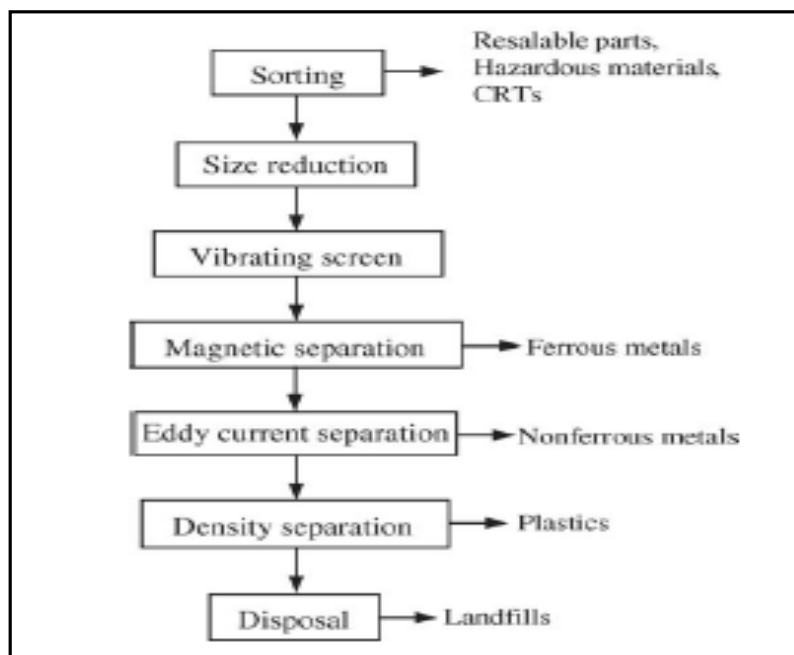 Resalable parts,
Sorting
Hazardous materials,
CRTs
Size reduction
Vibrating screen
Magnetic separation
Ferrous metals
Eddy current separation
Nonferrous metals
Density separation
Plastics
Disposal
Landfills